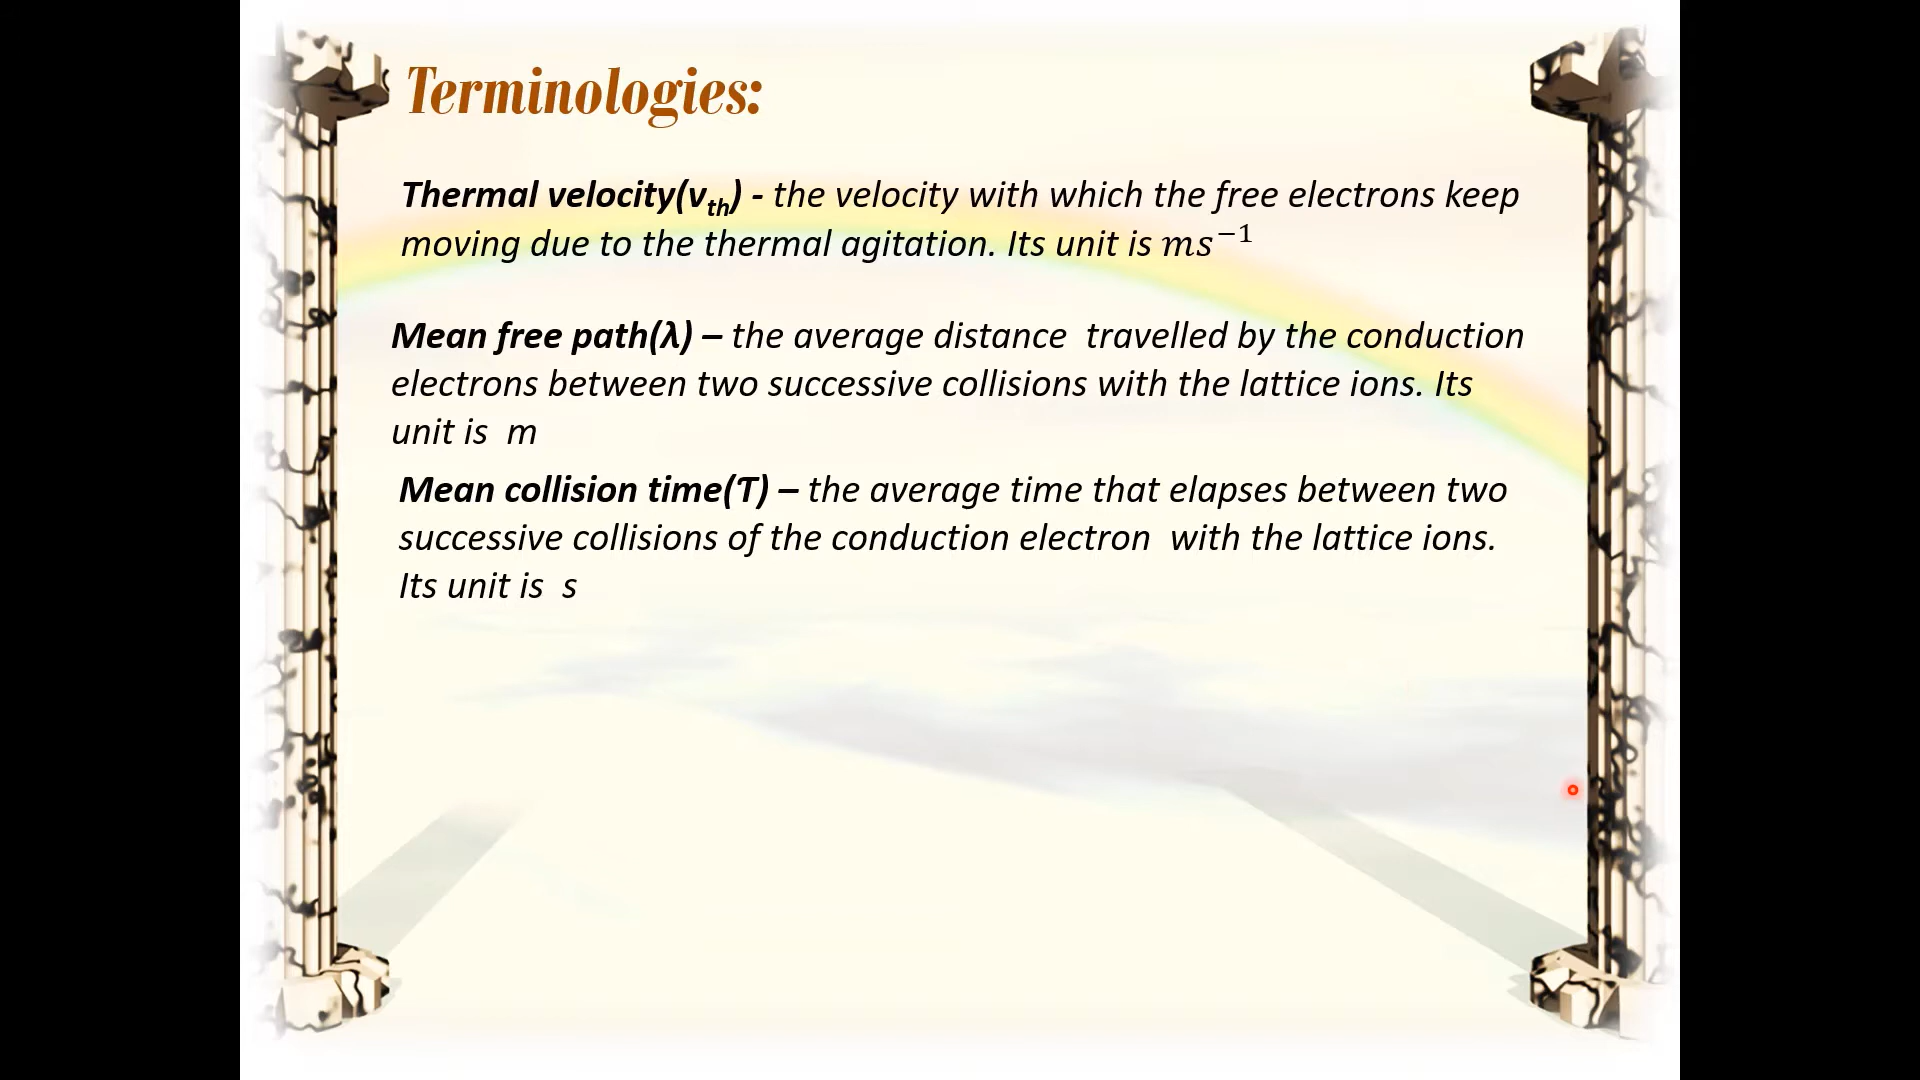 Terminologies:
Thermal velocity(vₜₕ) - the velocity with which the free electrons keep
moving due to the thermal agitation. Its unit is 𝑚𝑠⁻¹
Mean free path(λ) – the average distance  travelled by the conduction
electrons between two successive collisions with the lattice ions. Its
unit is  m
Mean collision time(Ƭ) – the average time that elapses between two
successive collisions of the conduction electron  with the lattice ions.
Its unit is  s